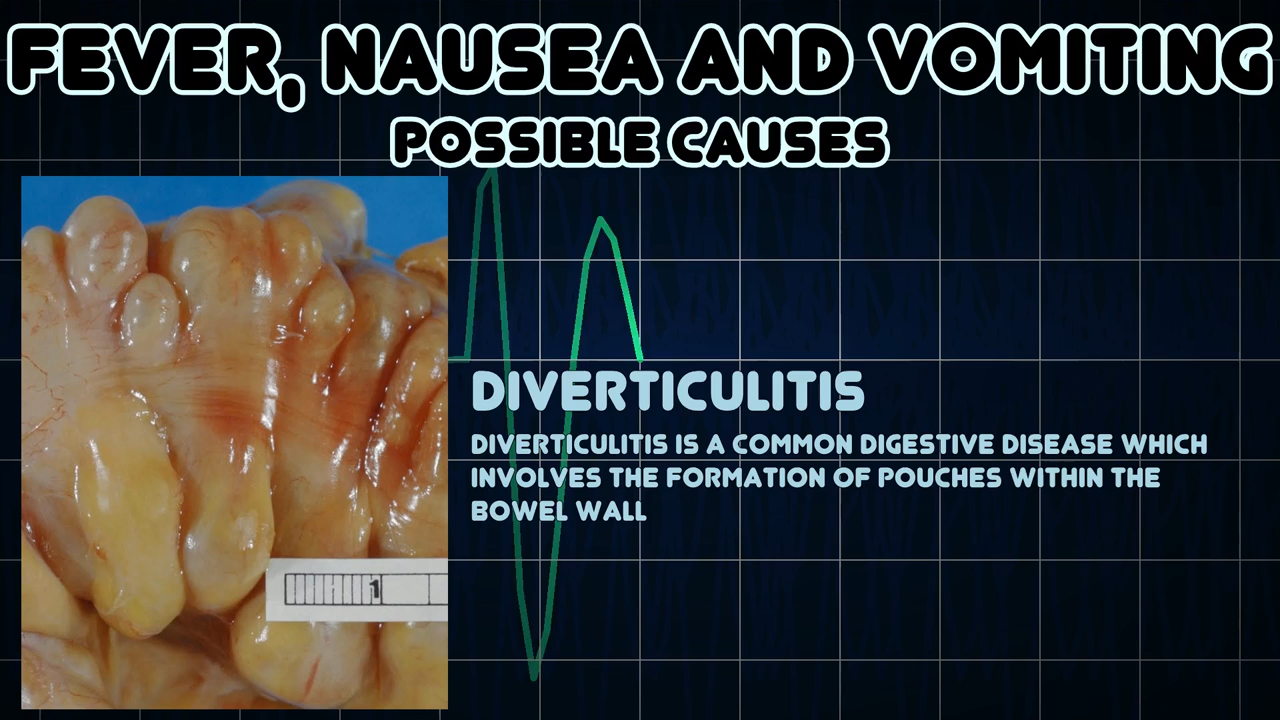 FEVER, NAUSEA AND VOMITING
POSSIBLE CAUSES
DIVERTICULITIS
DIVERTICULITIS IS A COMMON DIGESTIVE DISEASE WHICH
INVOLVES THE FORMATION OF POUCHES WITHIN THE
BOWEL WALL
1